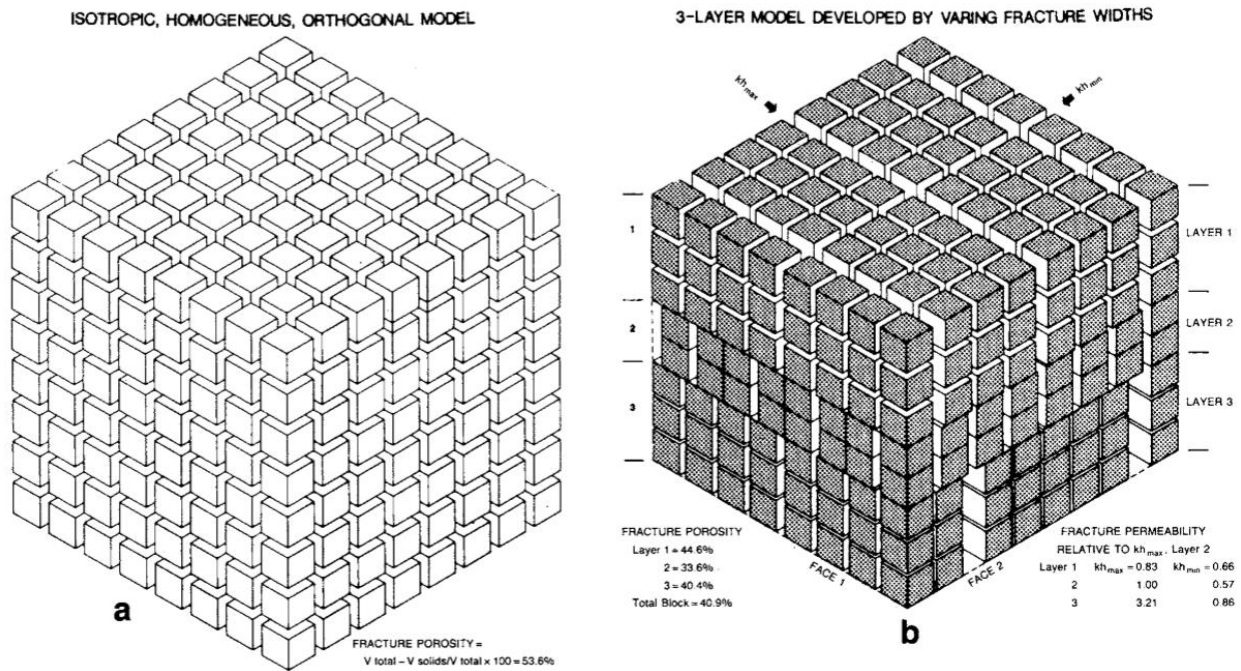 ISOTROPIC, HOMOGENEOUS, ORTHOGONAL MODEL
a
FRACTURE POROSITY =
V total – V solids/V total × 100 = 53.6%
3-LAYER MODEL DEVELOPED BY VARING FRACTURE WIDTHS
kh max
kh min
1
2
3
LAYER 1
LAYER 2
LAYER 3
FACE 1
FACE 2
FRACTURE POROSITY
Layer 1 = 44.6%
2 = 33.6%
3 = 40.4%
Total Block = 40.9%
b
FRACTURE PERMEABILITY
RELATIVE TO kh max, Layer 2
Layer 1 kh max = 0.83 kh min = 0.66
2 1.00 0.57
3 3.21 0.86